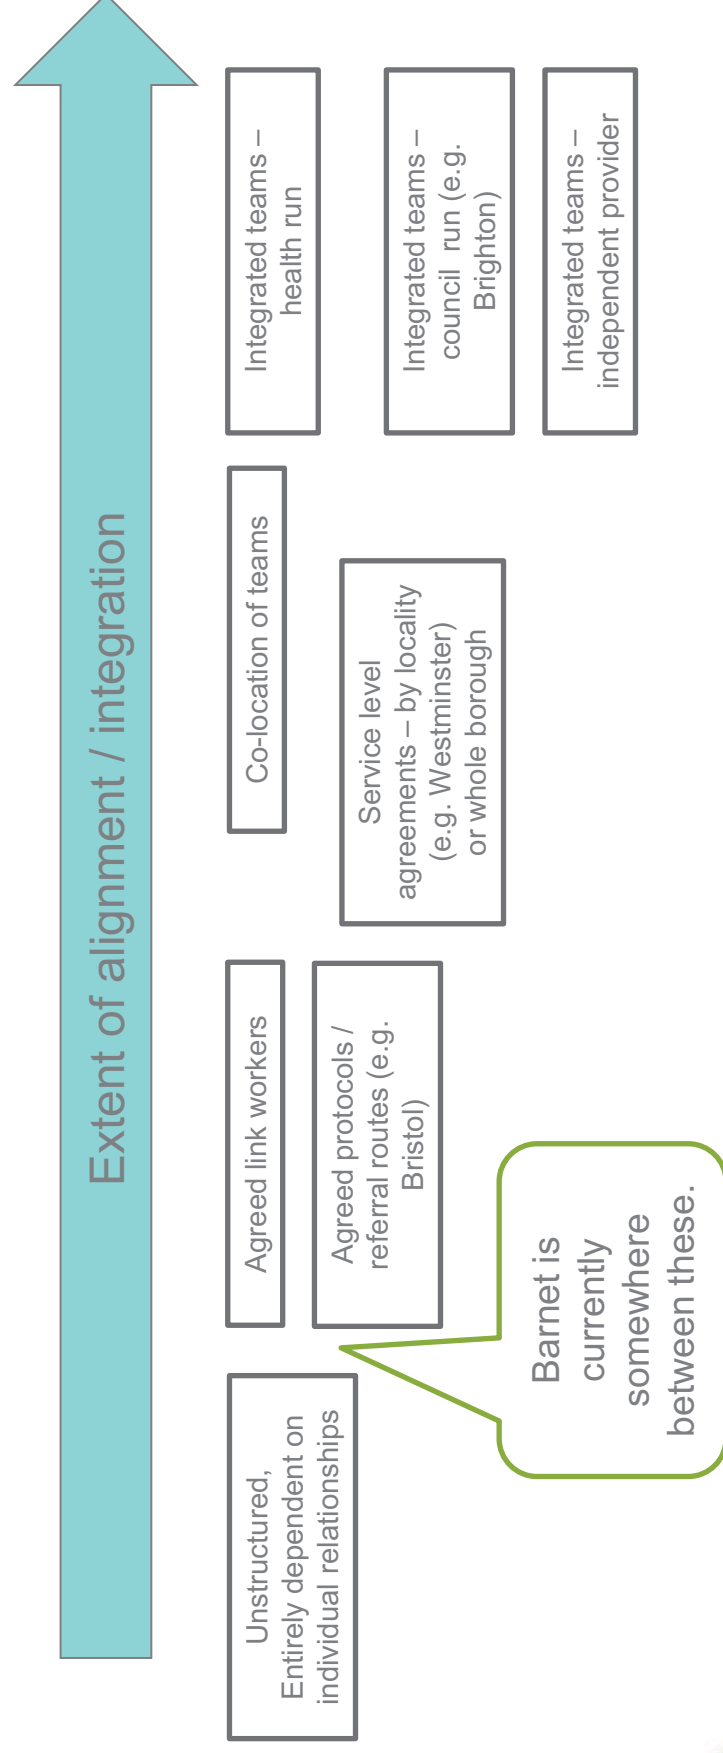 Extent of alignment / integration
Unstructured,
Entirely dependent on
individual relationships
Agreed link workers
Agreed protocols /
referral routes (e.g.
Bristol)
Co-location of teams
Service level
agreements – by locality
(e.g. Westminster)
or whole borough
Integrated teams –
health run
Integrated teams –
council  run (e.g.
Brighton)
Integrated teams –
independent provider
Barnet is
currently
somewhere
between these.